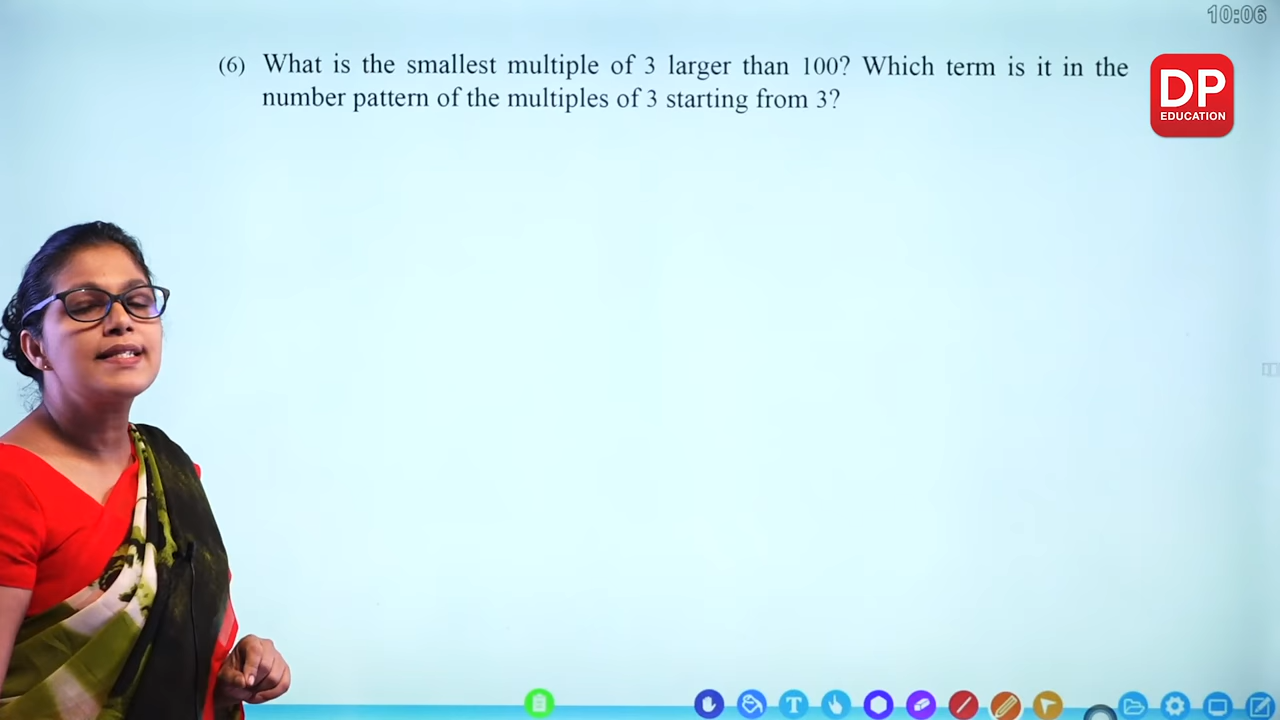 10:06
(6) What is the smallest multiple of 3 larger than 100? Which term is it in the
number pattern of the multiples of 3 starting from 3?
DP
EDUCATION
T